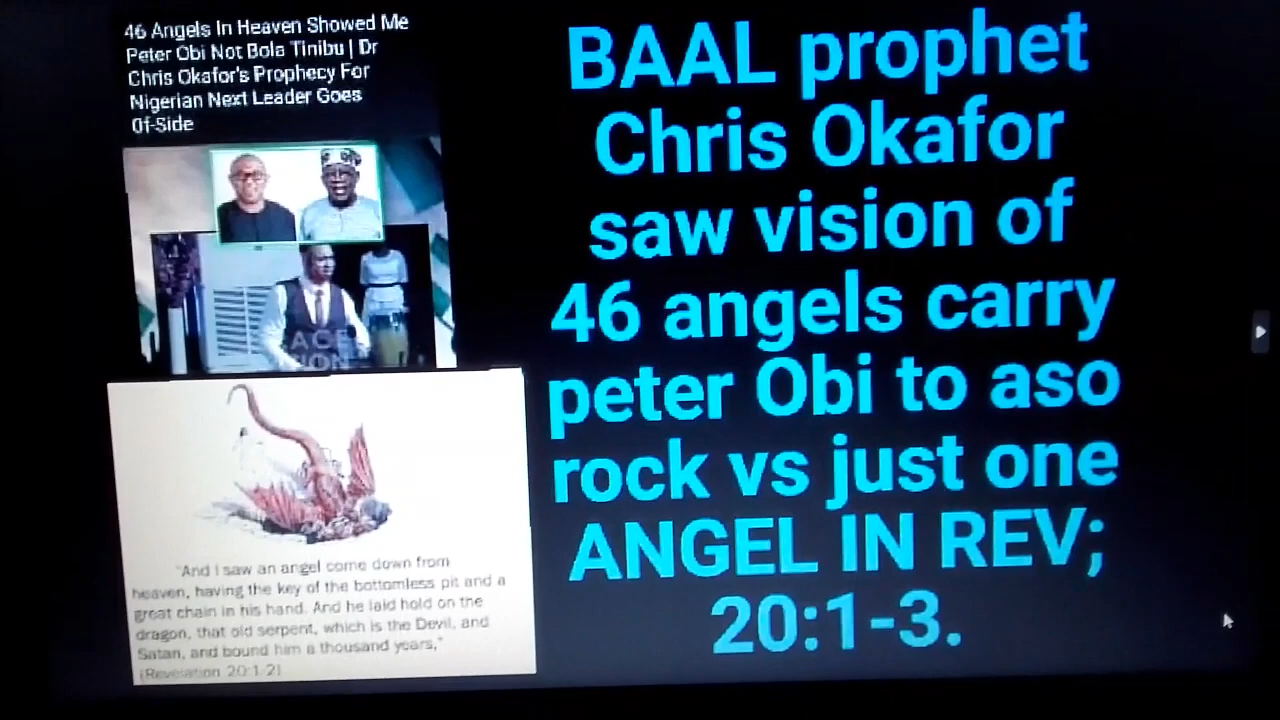 46 Angels In Heaven Showed Me
Peter Obi Not Bola Tinibu | Dr
Chris Okafor's Prophecy For
Nigerian Next Leader Goes
Of-Side
"And I saw an angel come down from
heaven, having the key of the bottomless pit and a
great chain in his hand. And he laid hold on the
dragon, that old serpent, which is the Devil, and
Satan, and bound him a thousand years,"
(Revelation 20:1-2)
BAAL prophet
Chris Okafor
saw vision of
46 angels carry
peter Obi to aso
rock vs just one
ANGEL IN REV;
20:1-3.